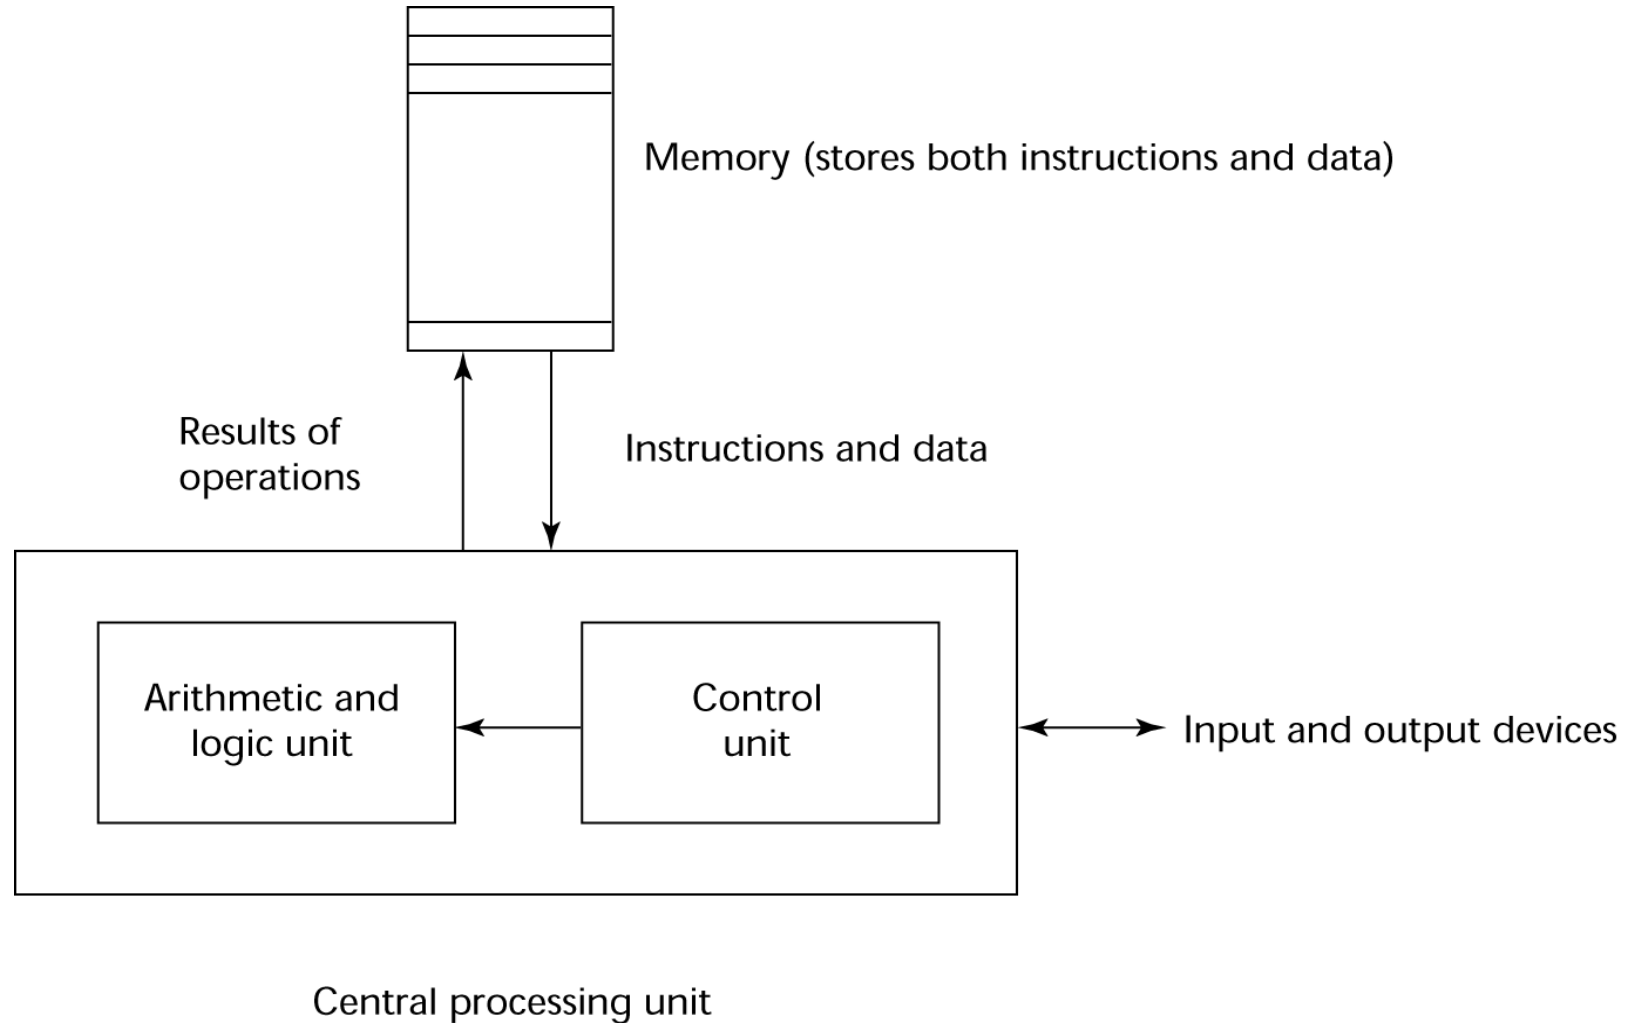 Memory (stores both instructions and data)
Results of
operations
Instructions and data
Arithmetic and
logic unit
Control
unit
Input and output devices
Central processing unit